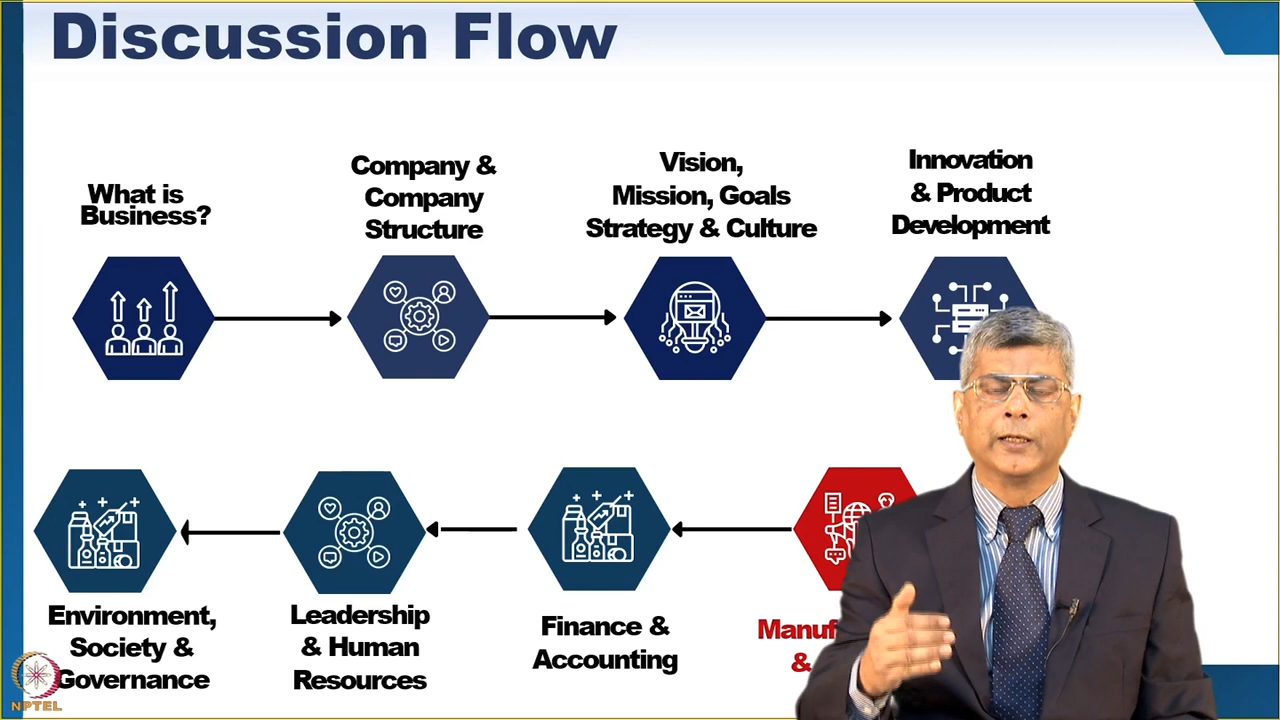 Discussion Flow
What is
Business?
Company &
Company
Structure
Vision,
Mission, Goals
Strategy & Culture
Innovation
& Product
Development
Environment,
Society &
Governance
Leadership
& Human
Resources
Finance &
Accounting
&
NPTEL